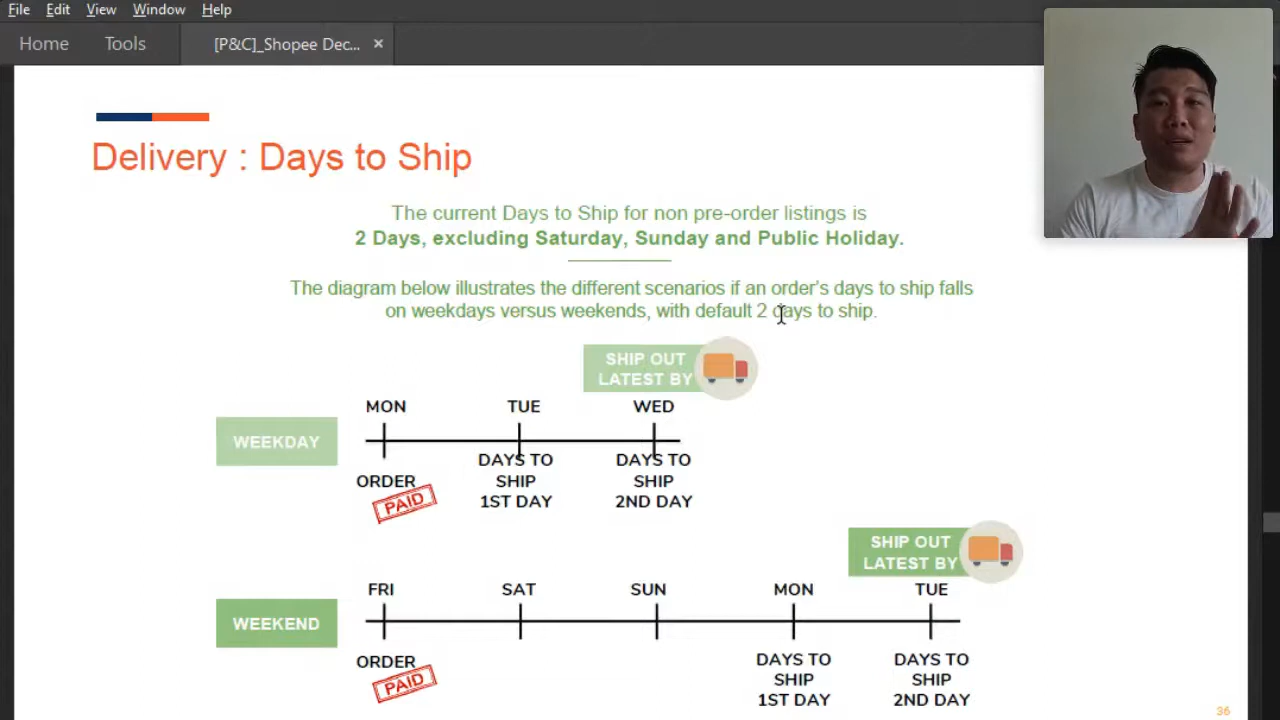 File Edit View Window Help
Home Tools [P&C]_Shopee Dec... ×
Delivery : Days to Ship
The current Days to Ship for non pre-order listings is
2 Days, excluding Saturday, Sunday and Public Holiday.
The diagram below illustrates the different scenarios if an order's days to ship falls
on weekdays versus weekends, with default 2 days to ship.
SHIP OUT
LATEST BY
MON TUE WED
WEEKDAY
ORDER
PAID
DAYS TO
SHIP
1ST DAY
DAYS TO
SHIP
2ND DAY
SHIP OUT
LATEST BY
FRI SAT SUN MON TUE
WEEKEND
ORDER
PAID
DAYS TO
SHIP
1ST DAY
DAYS TO
SHIP
2ND DAY
36